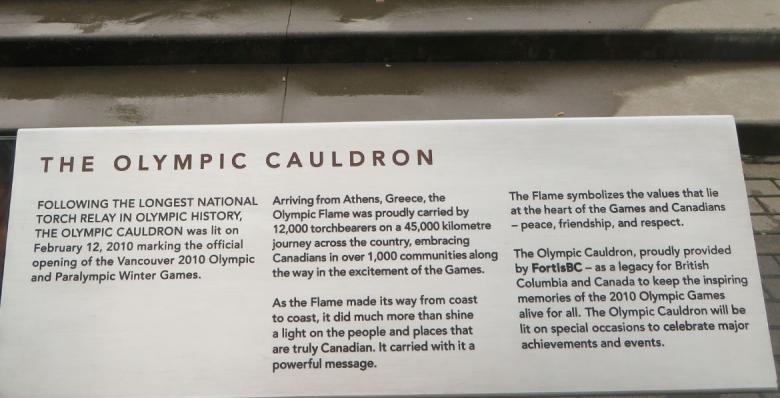 THE OLYMPIC CAULDRON
FOLLOWING THE LONGEST NATIONAL
TORCH RELAY IN OLYMPIC HISTORY,
THE OLYMPIC CAULDRON was lit on
February 12, 2010 marking the official
opening of the Vancouver 2010 Olympic
and Paralympic Winter Games.
Arriving from Athens, Greece, the
Olympic Flame was proudly carried by
12,000 torchbearers on a 45,000 kilometre
journey across the country, embracing
Canadians in over 1,000 communities along
the way in the excitement of the Games.
As the Flame made its way from coast
to coast, it did much more than shine
a light on the people and places that
are truly Canadian. It carried with it a
powerful message.
The Flame symbolizes the values that lie
at the heart of the Games and Canadians
– peace, friendship, and respect.
The Olympic Cauldron, proudly provided
by FortisBC – as a legacy for British
Columbia and Canada to keep the inspiring
memories of the 2010 Olympic Games
alive for all. The Olympic Cauldron will be
lit on special occasions to celebrate major
achievements and events.